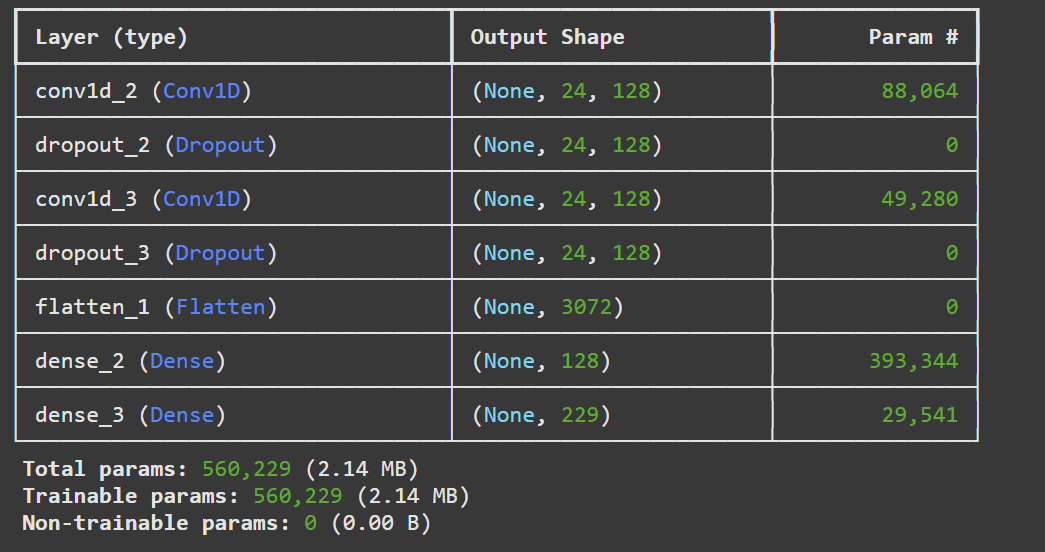 Layer (type) Output Shape Param #
conv1d_2 (Conv1D) (None, 24, 128) 88,064
dropout_2 (Dropout) (None, 24, 128) 0
conv1d_3 (Conv1D) (None, 24, 128) 49,280
dropout_3 (Dropout) (None, 24, 128) 0
flatten_1 (Flatten) (None, 3072) 0
dense_2 (Dense) (None, 128) 393,344
dense_3 (Dense) (None, 229) 29,541
Total params: 560,229 (2.14 MB)
Trainable params: 560,229 (2.14 MB)
Non-trainable params: 0 (0.00 B)